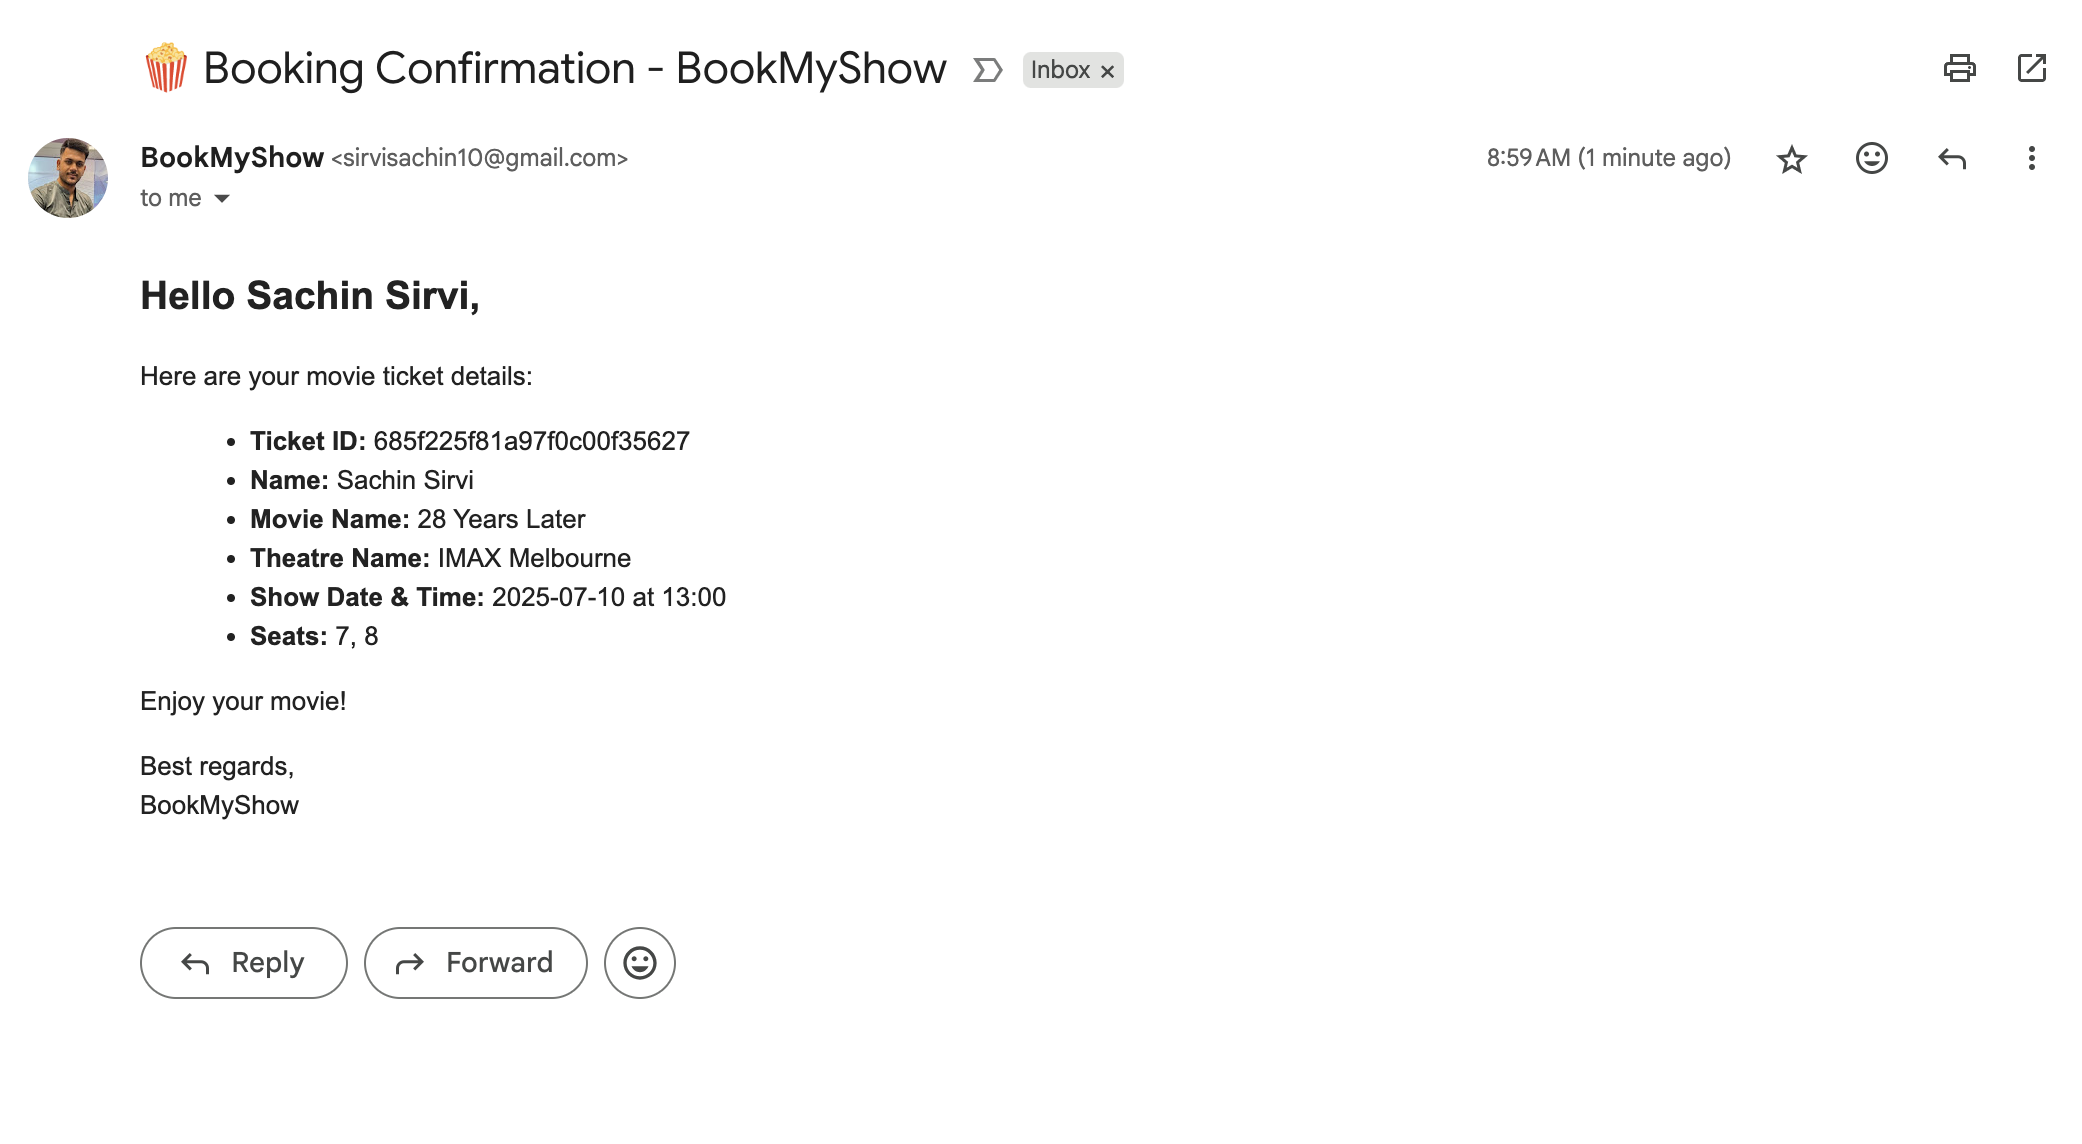 🍿 Booking Confirmation - BookMyShow Inbox ×
BookMyShow <sirvisachin10@gmail.com> 8:59 AM (1 minute ago)
to me
Hello Sachin Sirvi,
Here are your movie ticket details:
• Ticket ID: 685f225f81a97f0c00f35627
• Name: Sachin Sirvi
• Movie Name: 28 Years Later
• Theatre Name: IMAX Melbourne
• Show Date & Time: 2025-07-10 at 13:00
• Seats: 7, 8
Enjoy your movie!
Best regards,
BookMyShow
Reply Forward